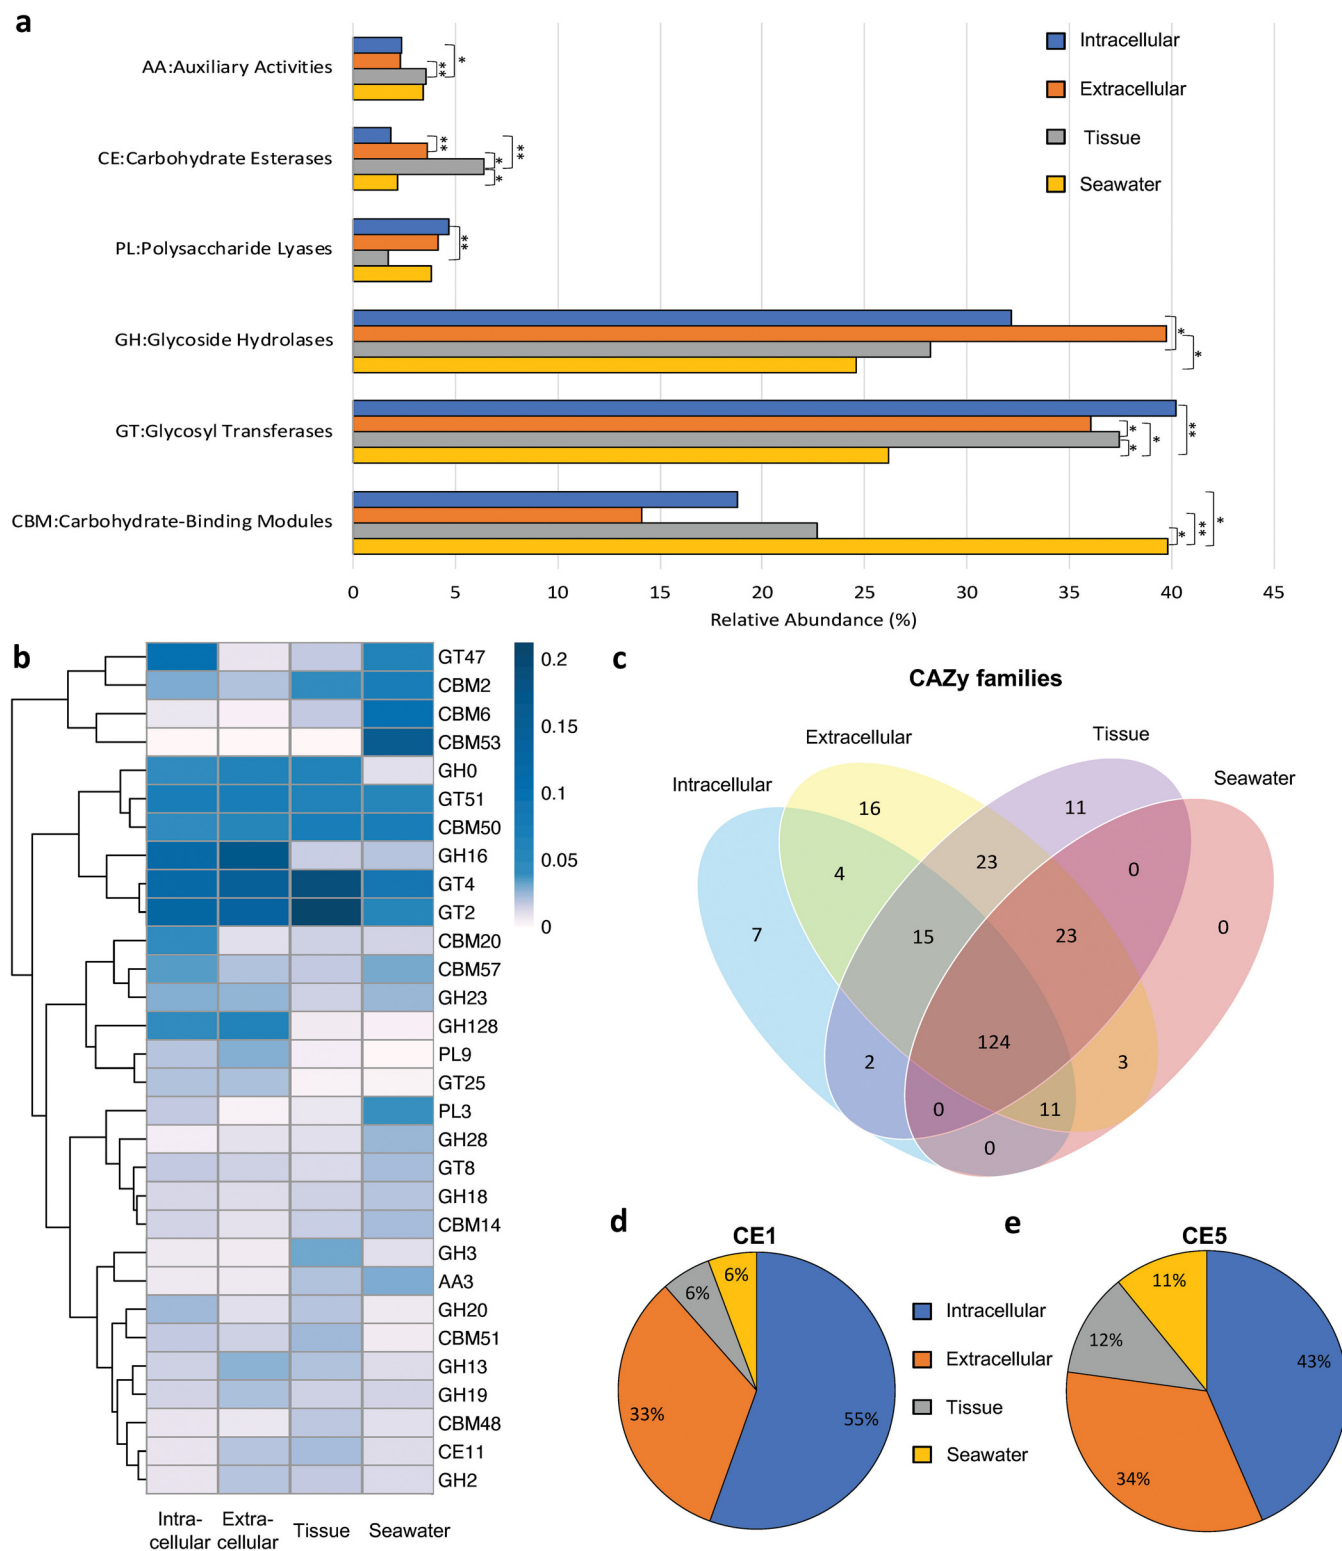 a
AA:Auxiliary Activities
CE:Carbohydrate Esterases
PL:Polysaccharide Lyases
GH:Glycoside Hydrolases
GT:Glycosyl Transferases
CBM:Carbohydrate-Binding Modules
Intracellular
Extracellular
Tissue
Seawater
** *
** * * **
**
* *
* * * **
* ** *
0 5 10 15 20 25 30 35 40 45
Relative Abundance (%)
b
GT47
CBM2
CBM6
CBM53
GH0
GT51
CBM50
GH16
GT4
GT2
CBM20
CBM57
GH23
GH128
PL9
GT25
PL3
GH28
GT8
GH18
CBM14
GH3
AA3
GH20
CBM51
GH13
GH19
CBM48
CE11
GH2
0.2
0.15
0.1
0.05
0
Intra-
cellular
Extra-
cellular
Tissue
Seawater
c
CAZy families
Extracellular
Tissue
Intracellular
Seawater
16
11
4
23
0
7
15
23
0
2
124
3
0
11
0
d
CE1
6%
6%
33%
55%
Intracellular
Extracellular
Tissue
Seawater
e
CE5
11%
12%
43%
34%